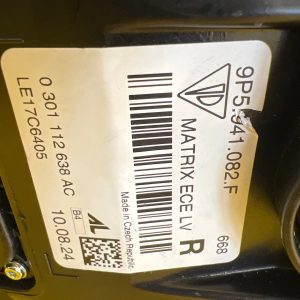 9P5.941.082.F
668
MATRIX ECE LV R
Made in Czech Republic
AL
B4
0 301 112 638 AC 10.08.24
LE17C6405